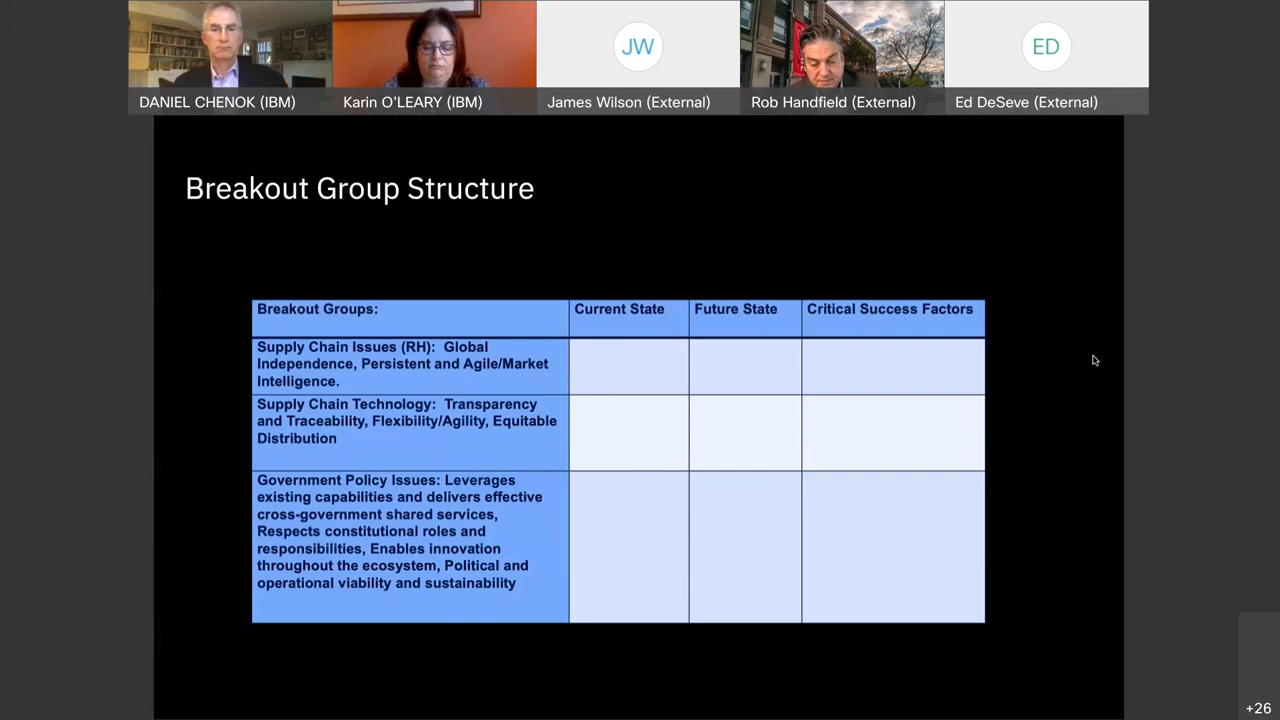 JW
ED
DANIEL CHENOK (IBM)
Karin O'LEARY (IBM)
James Wilson (External)
Rob Handfield (External)
Ed DeSeve (External)
Breakout Group Structure
Breakout Groups:
Current State
Future State
Critical Success Factors
Supply Chain Issues (RH): Global
Independence, Persistent and Agile/Market
Intelligence.
Supply Chain Technology: Transparency
and Traceability, Flexibility/Agility, Equitable
Distribution
Government Policy Issues: Leverages
existing capabilities and delivers effective
cross-government shared services,
Respects constitutional roles and
responsibilities, Enables innovation
throughout the ecosystem, Political and
operational viability and sustainability
+26